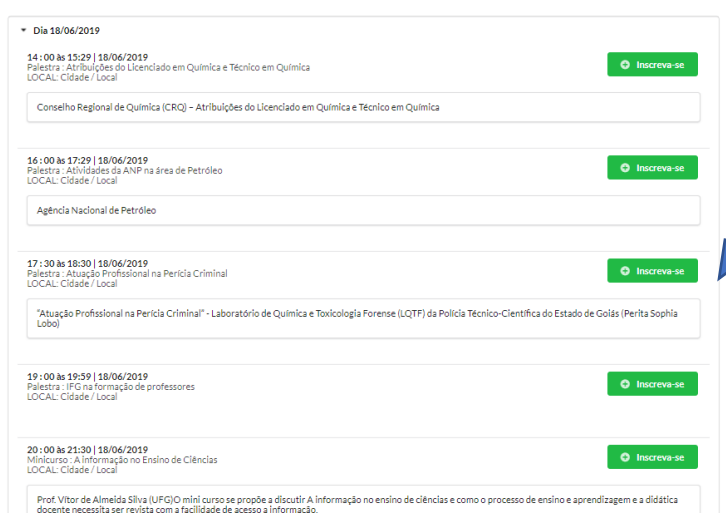 Dia 18/06/2019
14:00 às 15:29 | 18/06/2019
Palestra : Atribuições do Licenciado em Química e Técnico em Química
LOCAL: Cidade / Local
Inscreva-se
Conselho Regional de Química (CRQ) – Atribuições do Licenciado em Química e Técnico em Química
16:00 às 17:29 | 18/06/2019
Palestra : Atividades da ANP na área de Petróleo
LOCAL: Cidade / Local
Inscreva-se
Agência Nacional de Petróleo
17:30 às 18:30 | 18/06/2019
Palestra : Atuação Profissional na Perícia Criminal
LOCAL: Cidade / Local
Inscreva-se
"Atuação Profissional na Perícia Criminal" - Laboratório de Química e Toxicologia Forense (LQTF) da Polícia Técnico-Científica do Estado de Goiás (Perita Sophia
Lobo)
19:00 às 19:59 | 18/06/2019
Palestra : IFG na formação de professores
LOCAL: Cidade / Local
Inscreva-se
20:00 às 21:30 | 18/06/2019
Minicurso : A informação no Ensino de Ciências
LOCAL: Cidade / Local
Inscreva-se
Prof. Vítor de Almeida Silva (UFG)O mini curso se propõe a discutir A informação no ensino de ciências e como o processo de ensino e aprendizagem e a didática
docente necessita ser revista com a facilidade de acesso a informação.